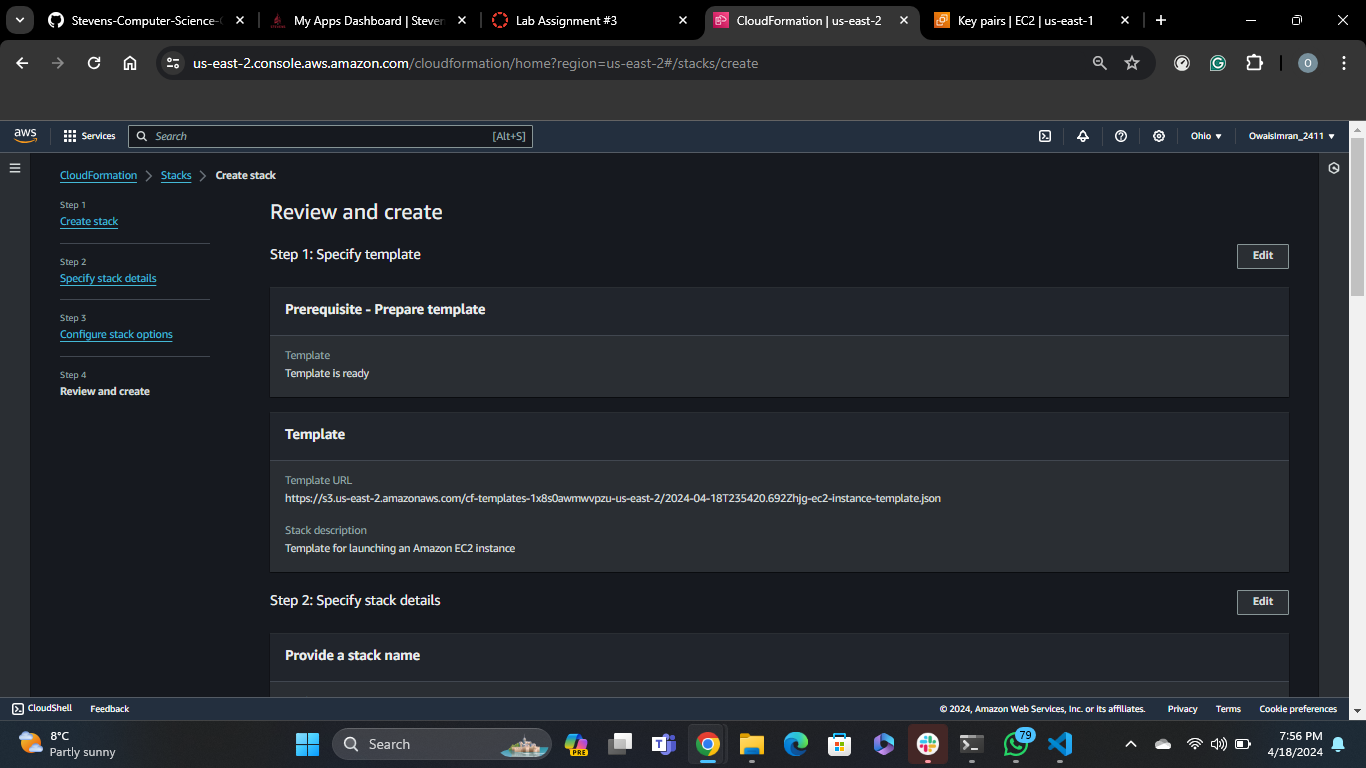 Stevens-Computer-Science-
My Apps Dashboard | Steven
Lab Assignment #3
CloudFormation | us-east-2
Key pairs | EC2 | us-east-1
us-east-2.console.aws.amazon.com/cloudformation/home?region=us-east-2#/stacks/create
O
aws
Services
Search
[Alt+S]
Ohio
OwaisImran_2411
CloudFormation
Stacks
Create stack
Step 1
Create stack
Step 2
Specify stack details
Step 3
Configure stack options
Step 4
Review and create
Review and create
Step 1: Specify template
Edit
Prerequisite - Prepare template
Template
Template is ready
Template
Template URL
https://s3.us-east-2.amazonaws.com/cf-templates-1x8s0awmwvpzu-us-east-2/2024-04-18T235420.692Zhjg-ec2-instance-template.json
Stack description
Template for launching an Amazon EC2 instance
Step 2: Specify stack details
Edit
Provide a stack name
CloudShell
Feedback
© 2024, Amazon Web Services, Inc. or its affiliates.
Privacy
Terms
Cookie preferences
8°C
Partly sunny
Search
PRE
79
7:56 PM
4/18/2024